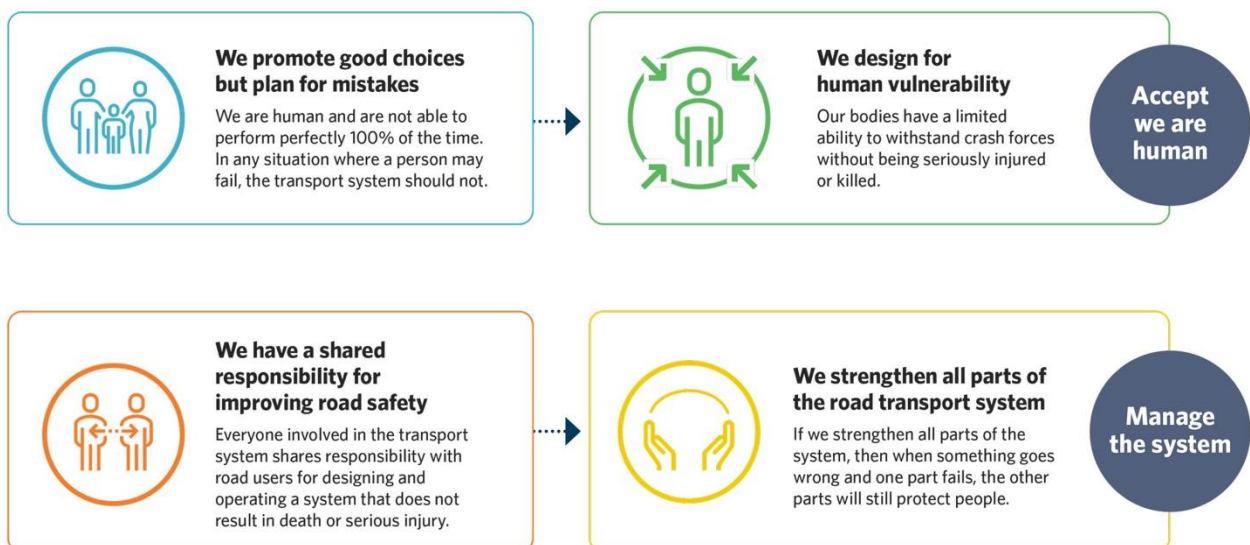 We promote good choices
but plan for mistakes
We are human and are not able to
perform perfectly 100% of the time.
In any situation where a person may
fail, the transport system should not.
We design for
human vulnerability
Our bodies have a limited
ability to withstand crash forces
without being seriously injured
or killed.
Accept
we are
human
We have a shared
responsibility for
improving road safety
Everyone involved in the transport
system shares responsibility with
road users for designing and
operating a system that does not
result in death or serious injury.
We strengthen all parts of
the road transport system
If we strengthen all parts of the
system, then when something goes
wrong and one part fails, the other
parts will still protect people.
Manage
the system